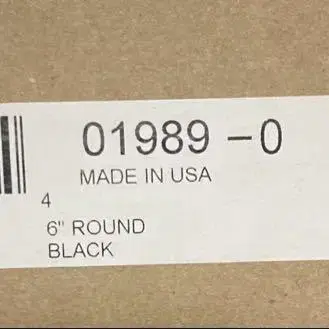 01989-0
MADE IN USA
4
6" ROUND
BLACK